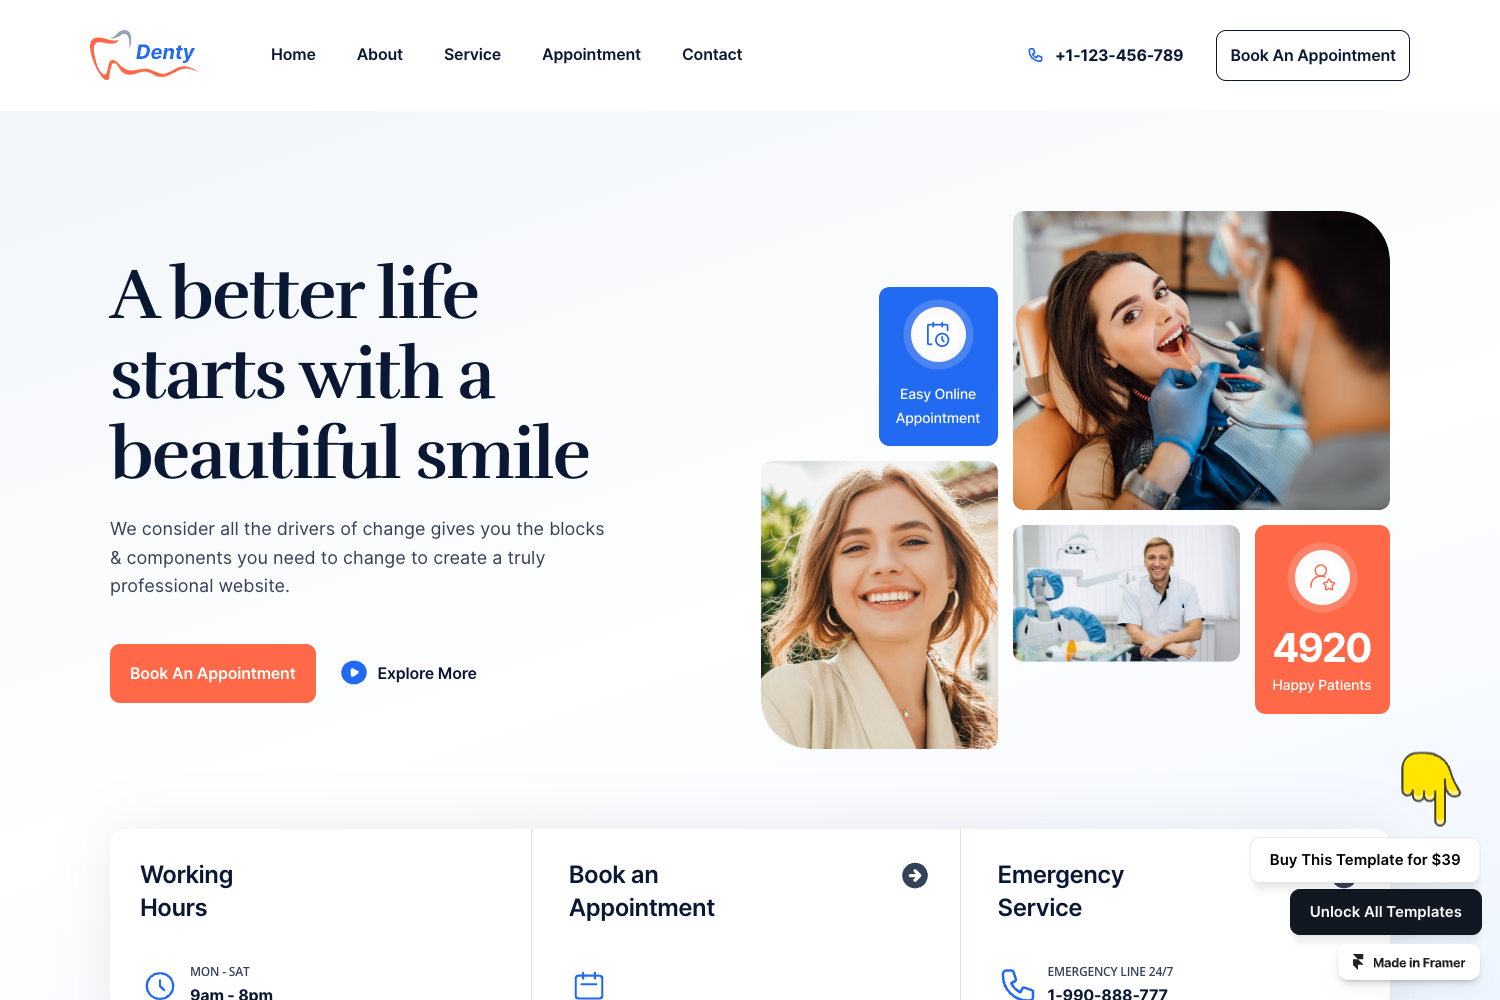 Denty
Home
About
Service
Appointment
Contact
+1-123-456-789
Book An Appointment
A better life
starts with a
beautiful smile
We consider all the drivers of change gives you the blocks
& components you need to change to create a truly
professional website.
Book An Appointment
Explore More
Easy Online
Appointment
4920
Happy Patients
Working
Hours
MON - SAT
9am - 8pm
Book an
Appointment
Emergency
Service
EMERGENCY LINE 24/7
1-990-888-777
Buy This Template for $39
Unlock All Templates
Made in Framer